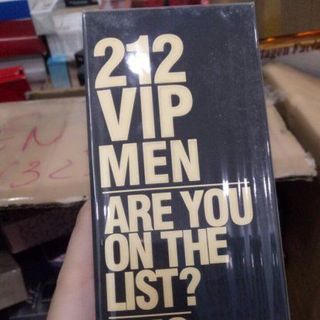 212
VIP
MEN
ARE YOU
ON THE
LIST?